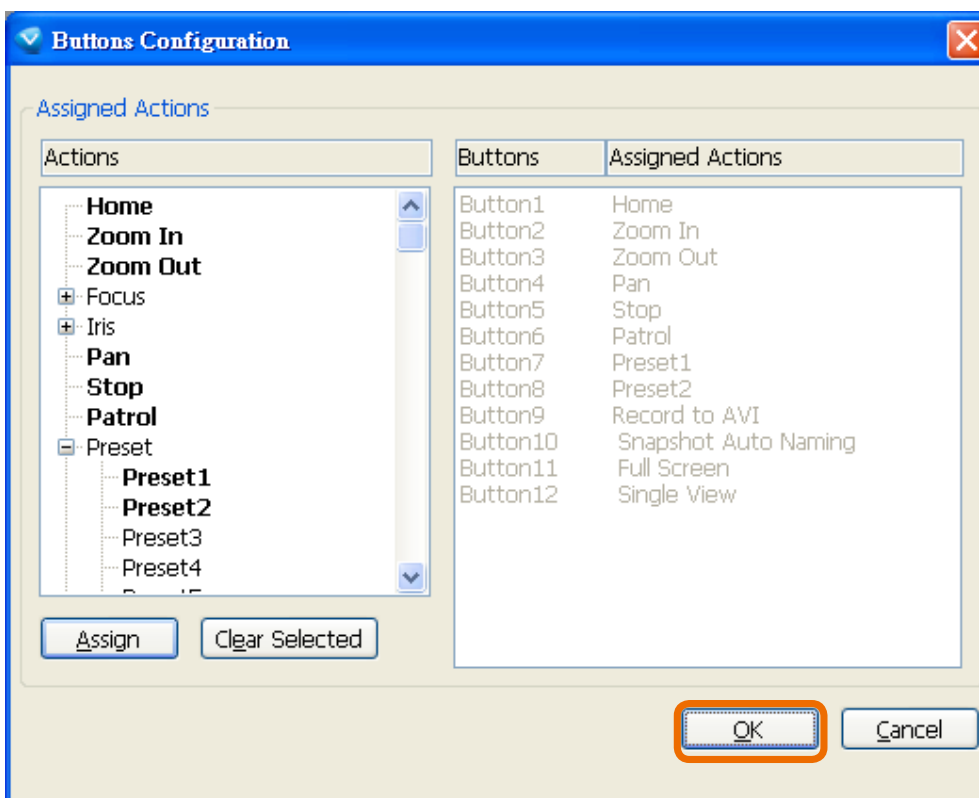 Buttons Configuration
Assigned Actions
Actions
Home
Zoom In
Zoom Out
Focus
Iris
Pan
Stop
Patrol
Preset
Preset1
Preset2
Preset3
Preset4
Assign
Clear Selected
Buttons Assigned Actions
Button1 Home
Button2 Zoom In
Button3 Zoom Out
Button4 Pan
Button5 Stop
Button6 Patrol
Button7 Preset1
Button8 Preset2
Button9 Record to AVI
Button10 Snapshot Auto Naming
Button11 Full Screen
Button12 Single View
OK
Cancel